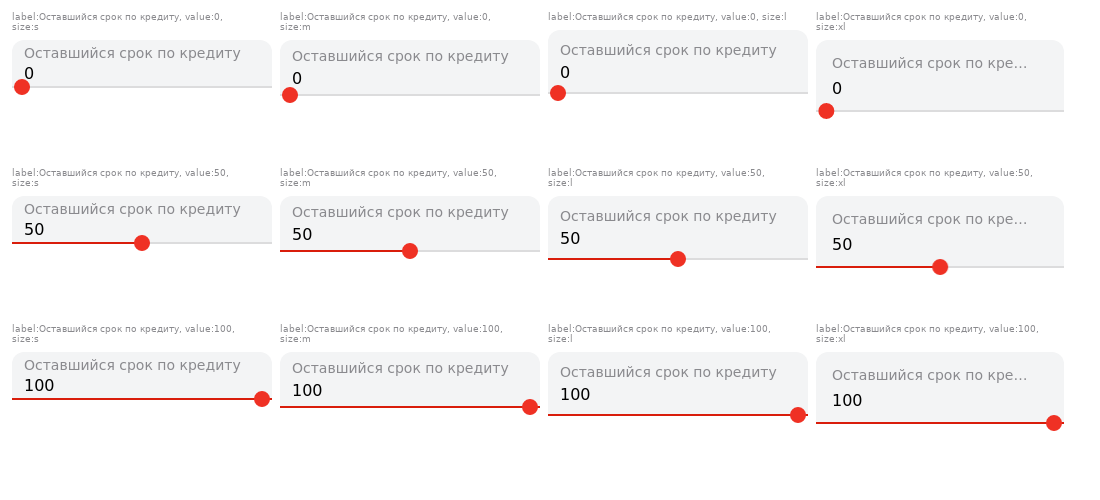 label:Оставшийся срок по кредиту, value:0,
size:s
Оставшийся срок по кредиту
0
label:Оставшийся срок по кредиту, value:0,
size:m
Оставшийся срок по кредиту
0
label:Оставшийся срок по кредиту, value:0, size:l
Оставшийся срок по кредиту
0
label:Оставшийся срок по кредиту, value:0,
size:xl
Оставшийся срок по кре...
0
label:Оставшийся срок по кредиту, value:50,
size:s
Оставшийся срок по кредиту
50
label:Оставшийся срок по кредиту, value:50,
size:m
Оставшийся срок по кредиту
50
label:Оставшийся срок по кредиту, value:50,
size:l
Оставшийся срок по кредиту
50
label:Оставшийся срок по кредиту, value:50,
size:xl
Оставшийся срок по кре...
50
label:Оставшийся срок по кредиту, value:100,
size:s
Оставшийся срок по кредиту
100
label:Оставшийся срок по кредиту, value:100,
size:m
Оставшийся срок по кредиту
100
label:Оставшийся срок по кредиту, value:100,
size:l
Оставшийся срок по кредиту
100
label:Оставшийся срок по кредиту, value:100,
size:xl
Оставшийся срок по кре...
100